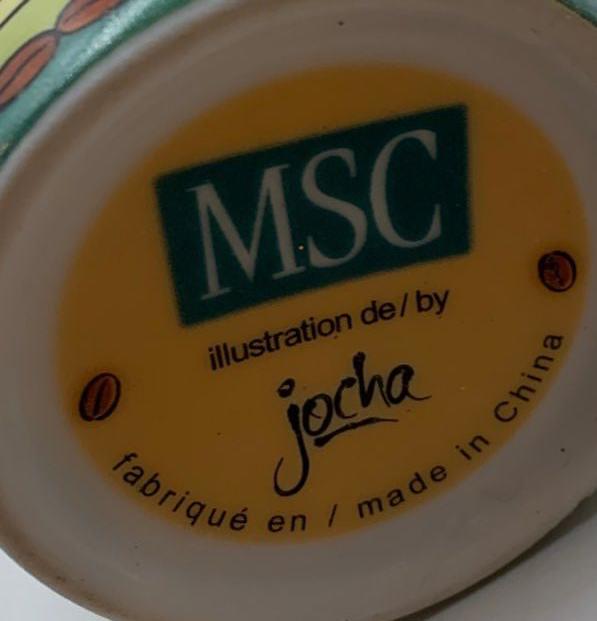 MSC
illustration de / by
jocha
fabriqué en / made in China